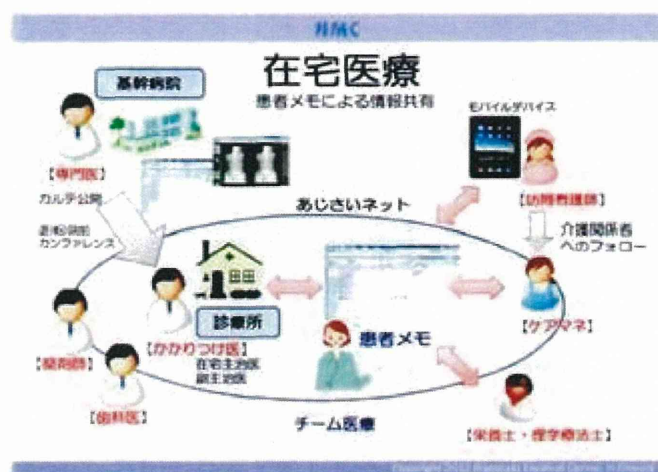 在宅医療
患者メモによる情報共有
基幹病院
モバイルデバイス
【専門医】
【訪問看護師】
カルテ公開
あじさいネット
カンファレンス
介護関係者
へのフォロー
診療所
患者メモ
【ケアマネ】
【かかりつけ医】
在宅主治医
副主治医
【薬剤師】
【歯科医】
チーム医療
【栄養士・理学療法士】